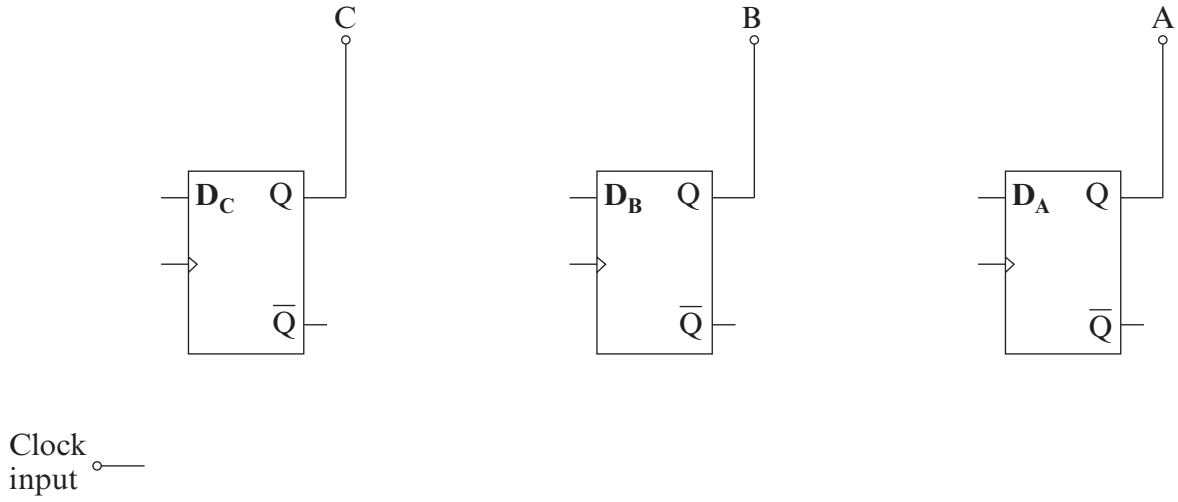 C B A
D_C Q D_B Q D_A Q
Q̅ Q̅ Q̅
Clock
input